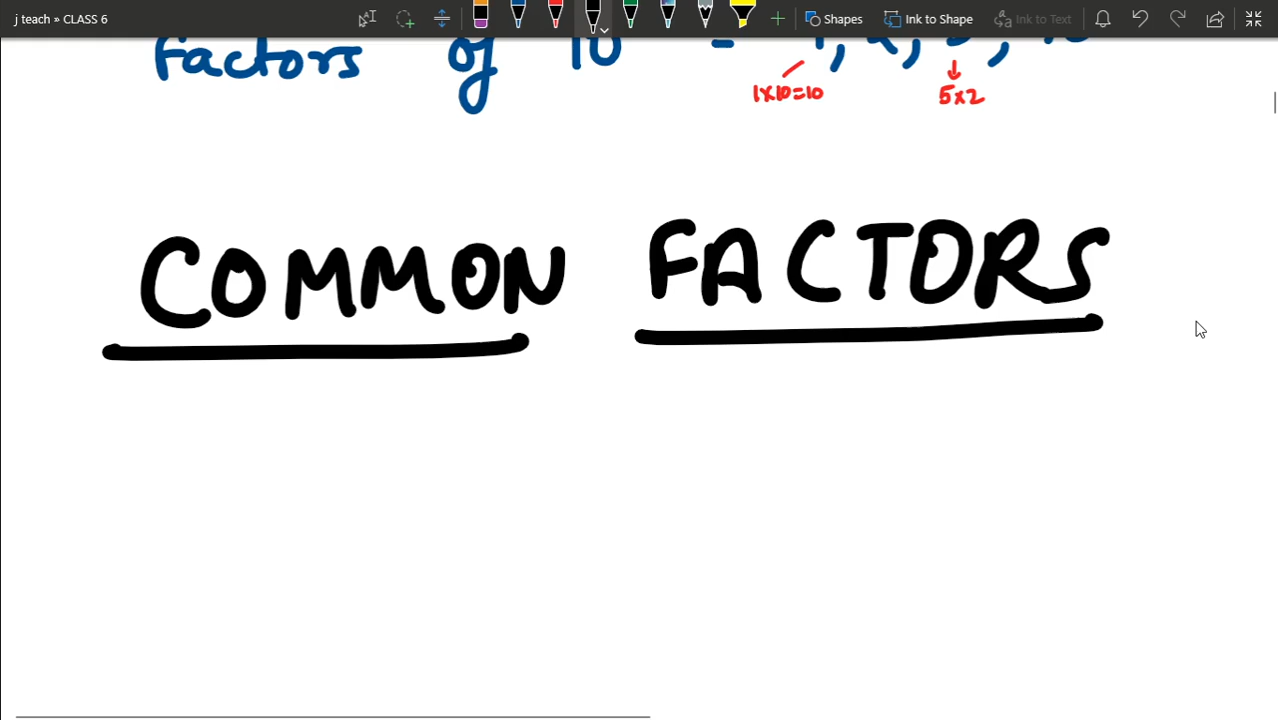 j teach » CLASS 6 Shapes Ink to Shape Ink to Text
Factors of 10 =
1x10=10 5x2
COMMON FACTORS